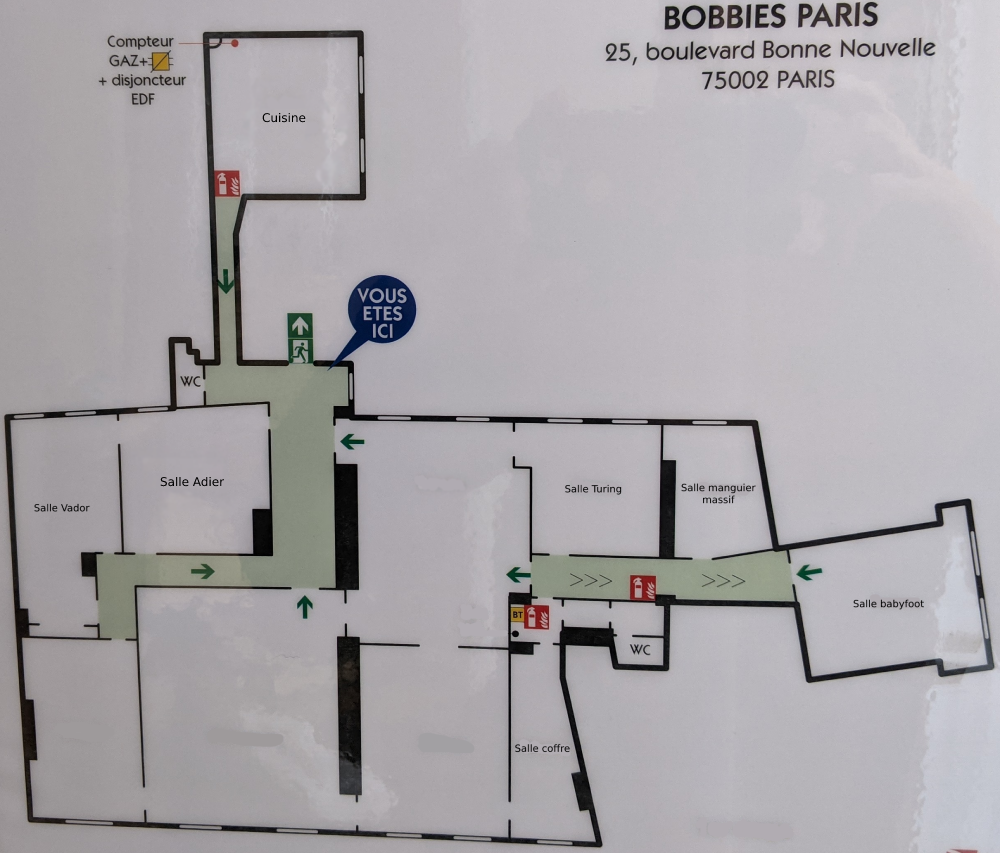 BOBBIES PARIS
25, boulevard Bonne Nouvelle
75002 PARIS
Compteur
GAZ+
+ disjoncteur
EDF
Cuisine
VOUS
ETES
ICI
WC
Salle Adier
Salle Vador
Salle Turing
Salle manguier
massif
>>>
>>>
Salle babyfoot
BT
WC
Salle coffre